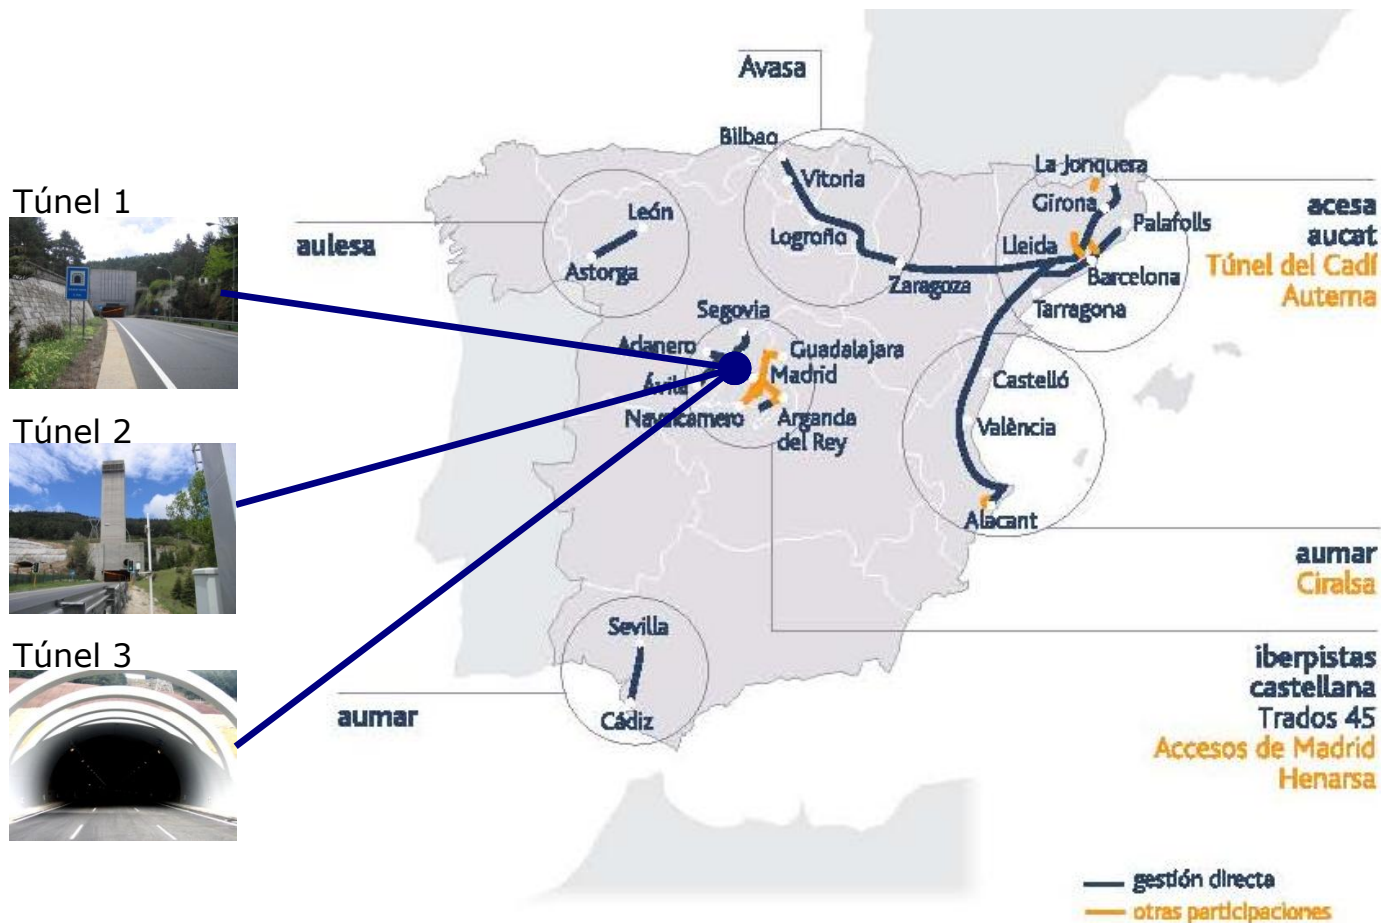 Avasa
Bilbao
La Jonquera
Vitoria
Túnel 1
Girona
acesa
León
Palafolls
aucat
aulesa
Logroño
Lleida
Túnel del Cadí
Astorga
Barcelona
Zaragoza
Auterna
Tarragona
Segovia
Adanero
Guadalajara
Madrid
Ávila
Castelló
Navalcarnero
Arganda
del Rey
València
Túnel 2
Alacant
aumar
Ciralsa
Sevilla
Túnel 3
iberpistas
castellana
Trados 45
Accesos de Madrid
Henarsa
aumar
Cádiz
gestión directa
otras participaciones